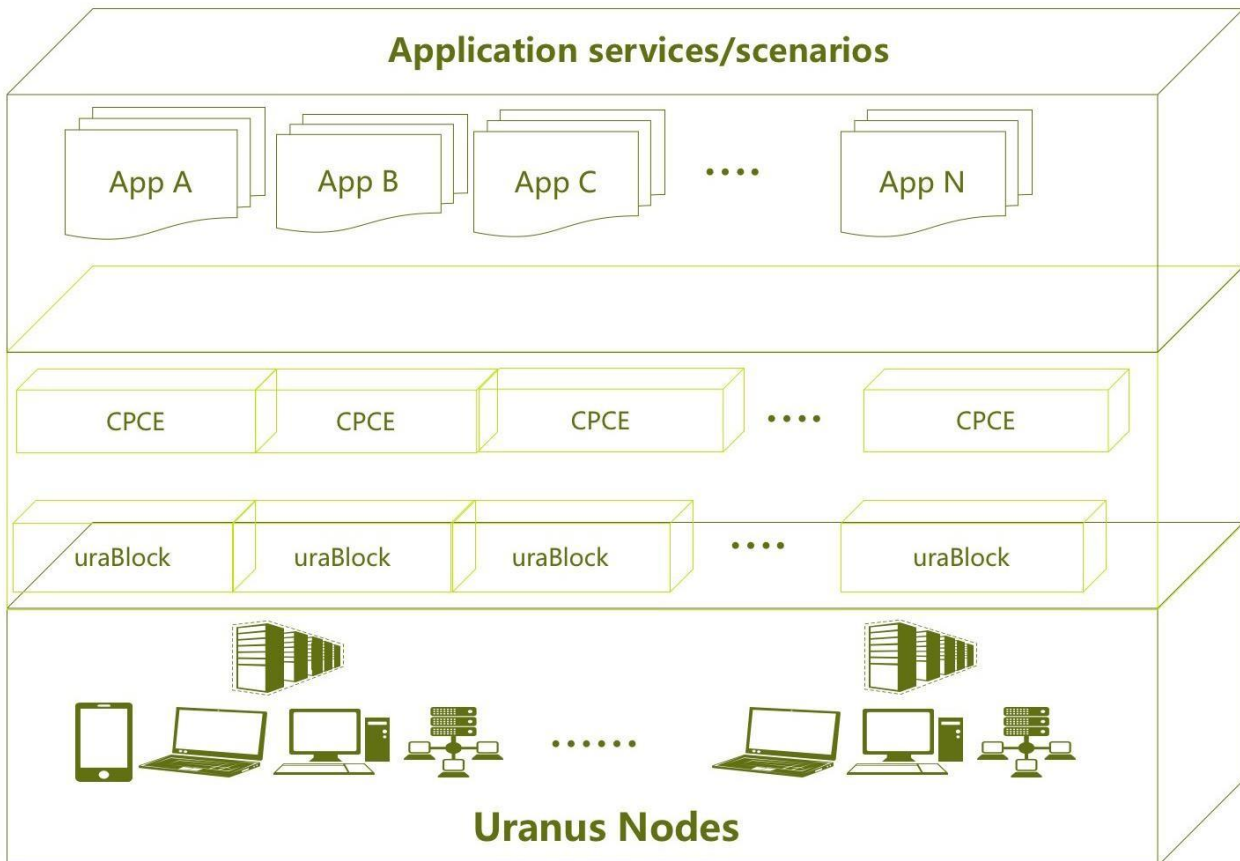 Application services/scenarios
App A App B App C •••• App N
CPCE CPCE CPCE •••• CPCE
uraBlock uraBlock uraBlock •••• uraBlock
••••••
Uranus Nodes